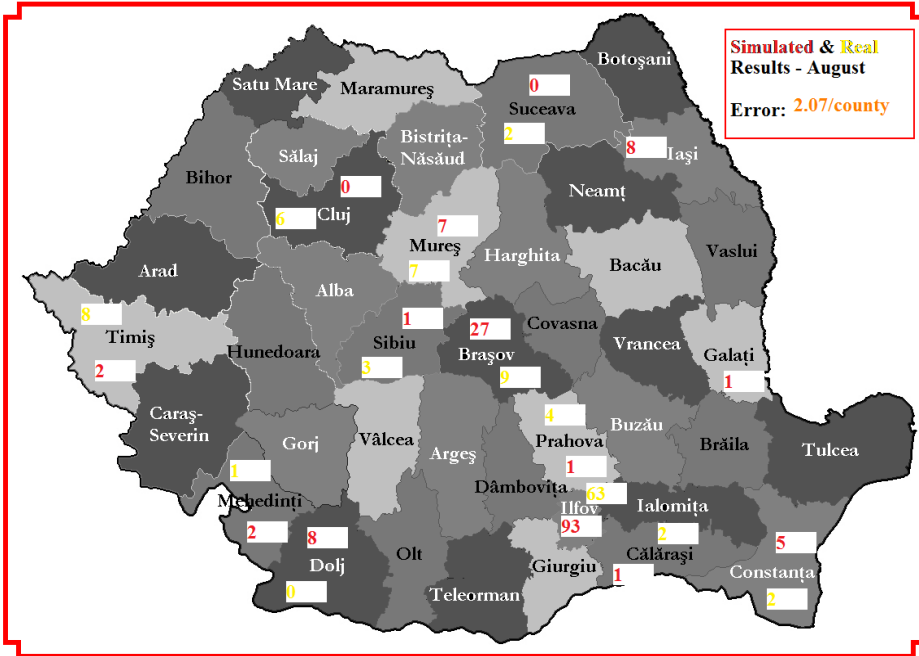 Simulated & Real
Results - August
Error: 2.07/county
Botoşani
Satu Mare
Maramureş
0
Suceava
2
8
Iaşi
Bistriţa-
Năsăud
Sălaj
Bihor
0
6
Cluj
Neamţ
7
Mureş
7
Harghita
Bacău
Vaslui
Arad
Alba
8
Timiş
2
Hunedoara
1
Sibiu
3
27
Braşov
9
Covasna
Vrancea
Galaţi
1
Caraş-
Severin
Gorj
Vâlcea
Argeş
4
Prahova
1
Buzău
Brăila
Tulcea
1
Mehedinţi
2
Dâmboviţa
63
Ilfov
93
Ialomiţa
2
Călăraşi
1
5
Constanţa
2
8
Dolj
0
Olt
Teleorman
Giurgiu